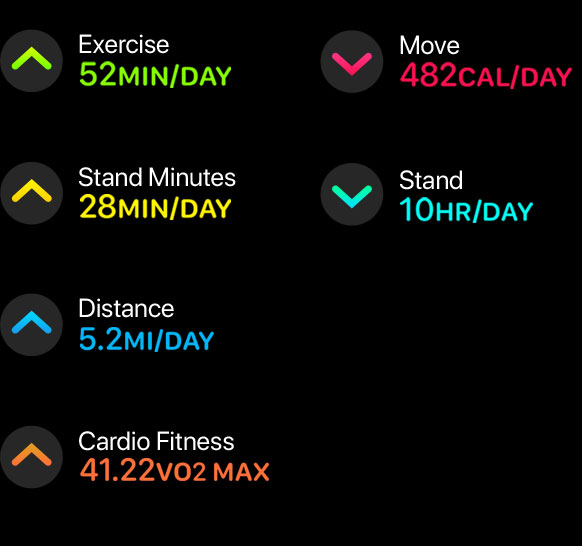 Exercise
52MIN/DAY
Move
482CAL/DAY
Stand Minutes
28MIN/DAY
Stand
10HR/DAY
Distance
5.2MI/DAY
Cardio Fitness
41.22VO2 MAX